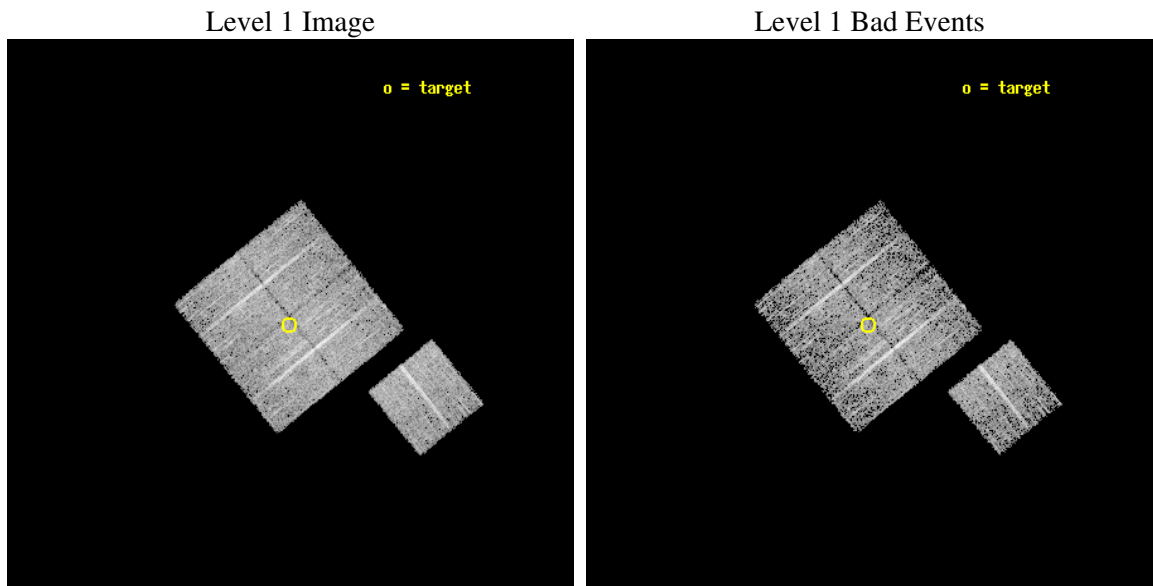 Level 1 Image
Level 1 Bad Events
o = target
o = target